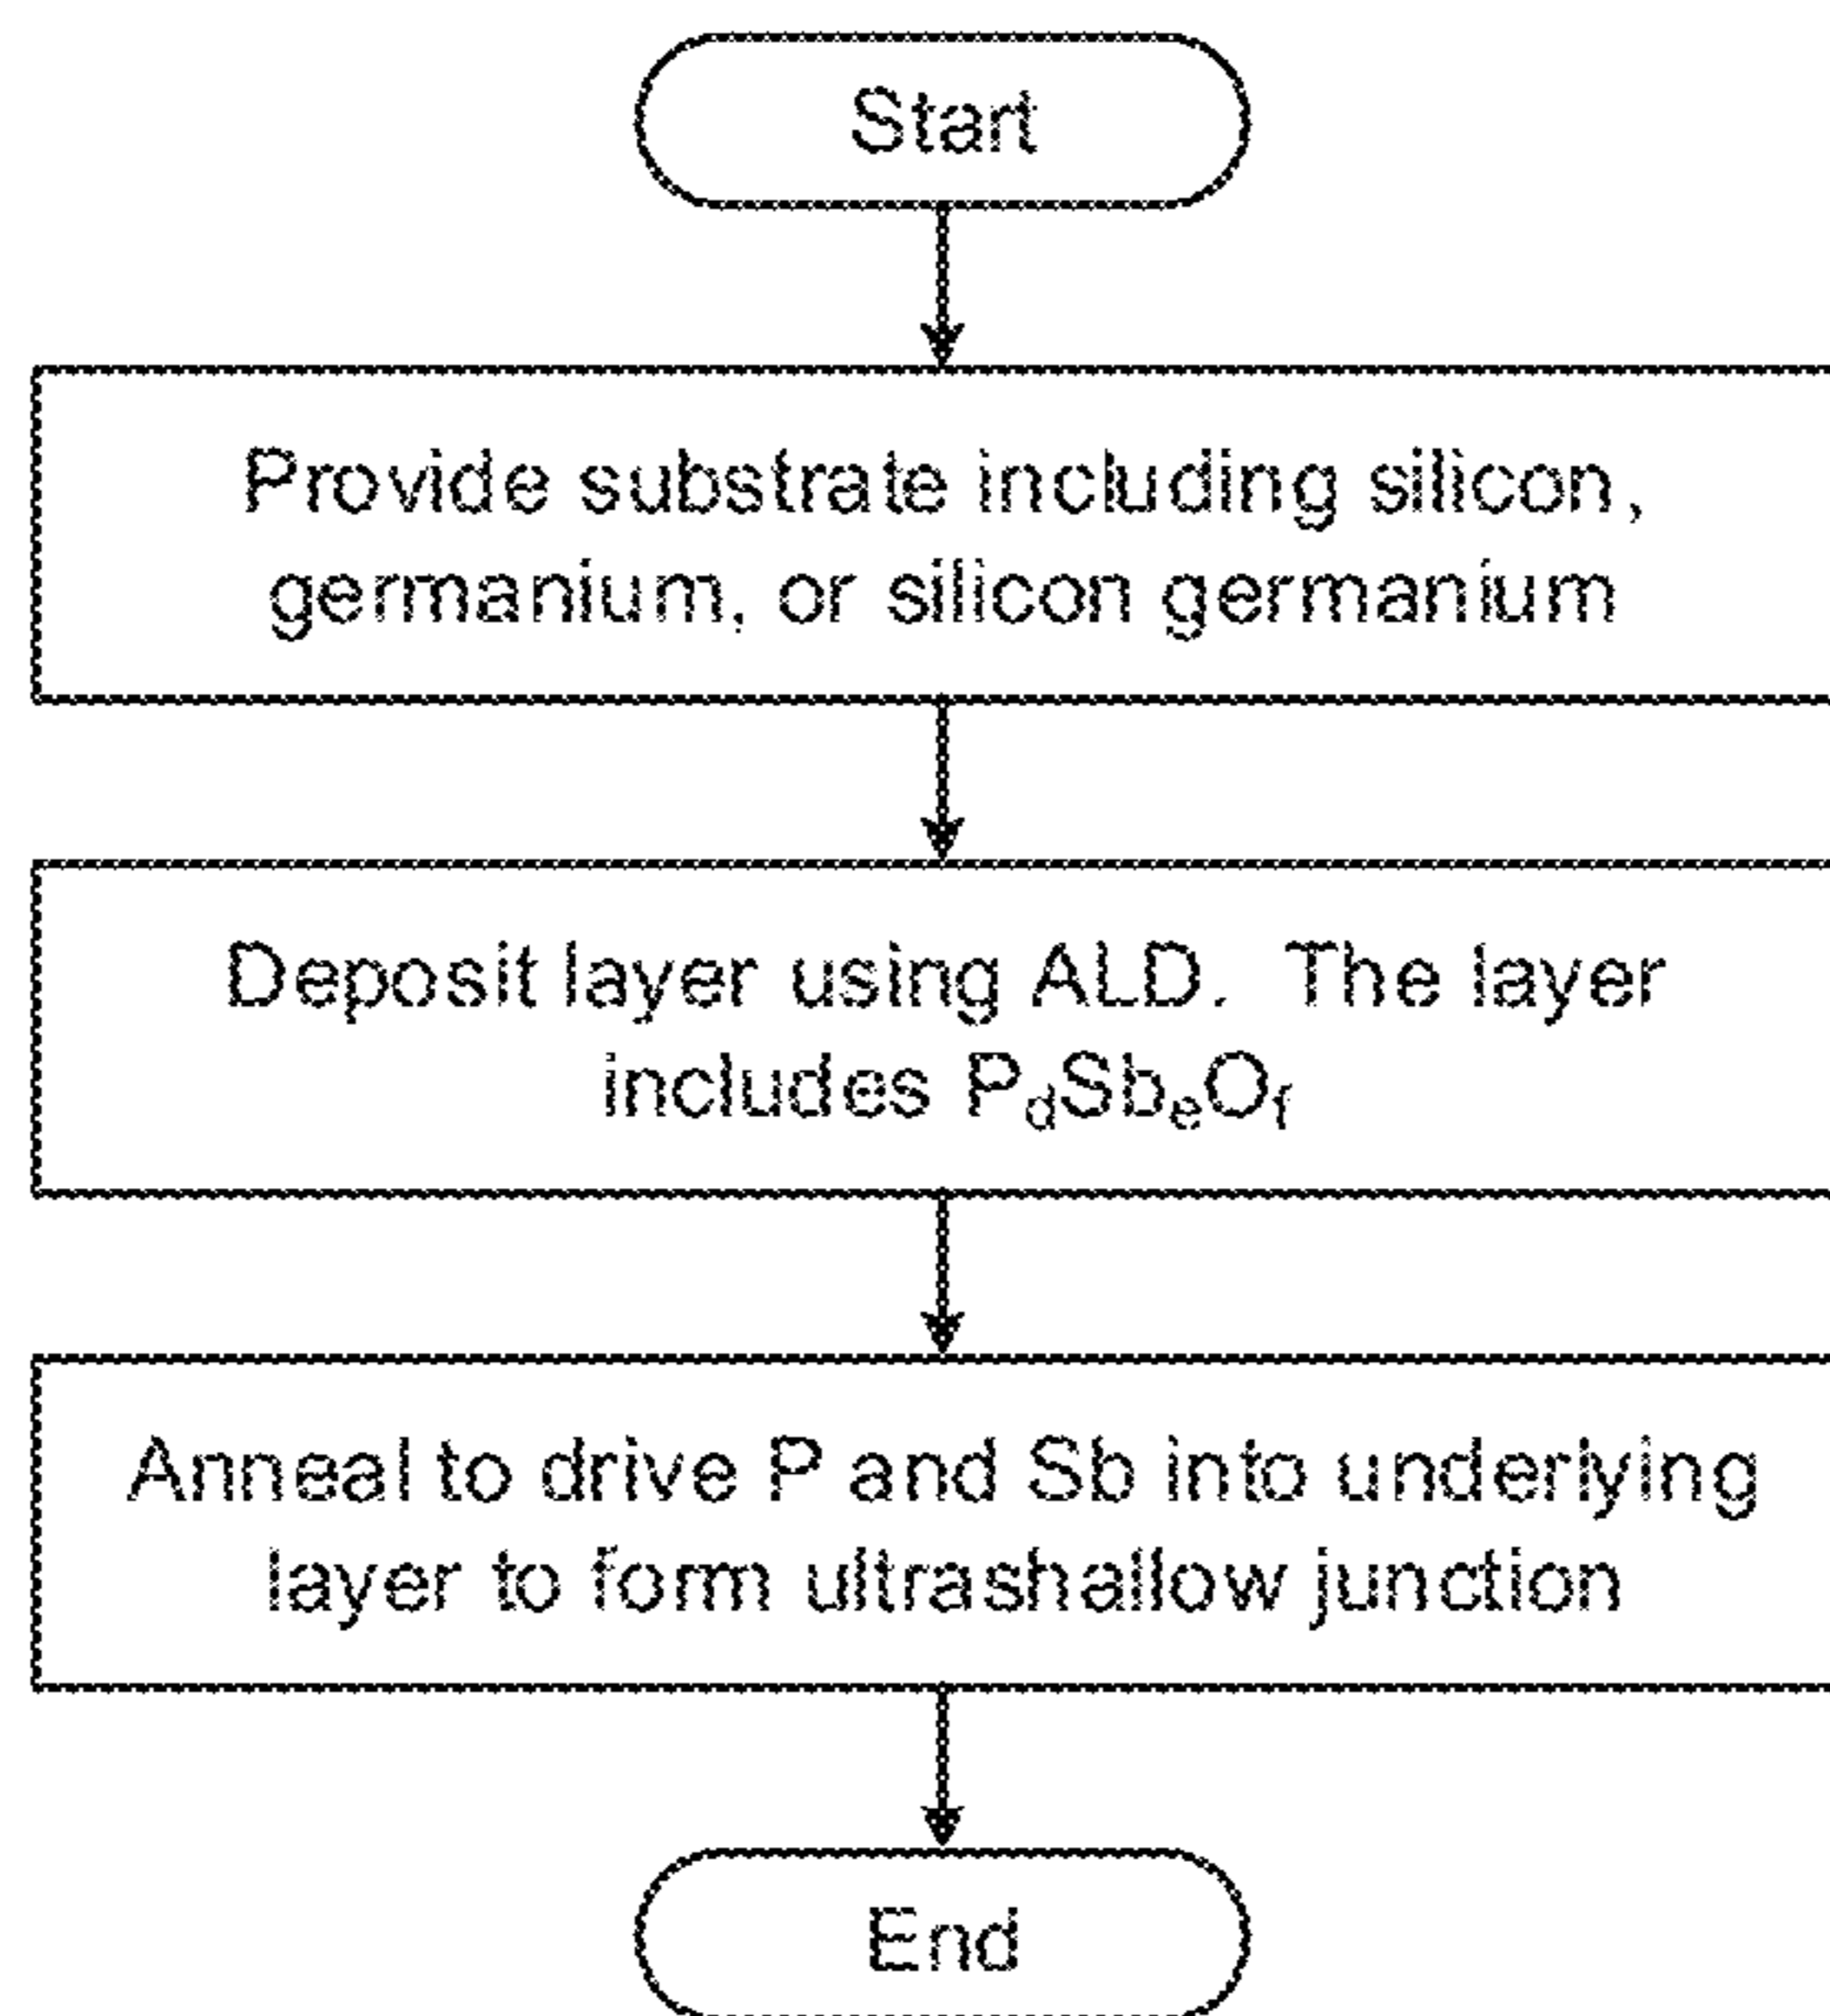 Start
Provide substrate including silicon,
germanium, or silicon germanium
Deposit layer using ALD. The layer
includes PdSbeOf
Anneal to drive P and Sb into underlying
layer to form ultrashallow junction
End